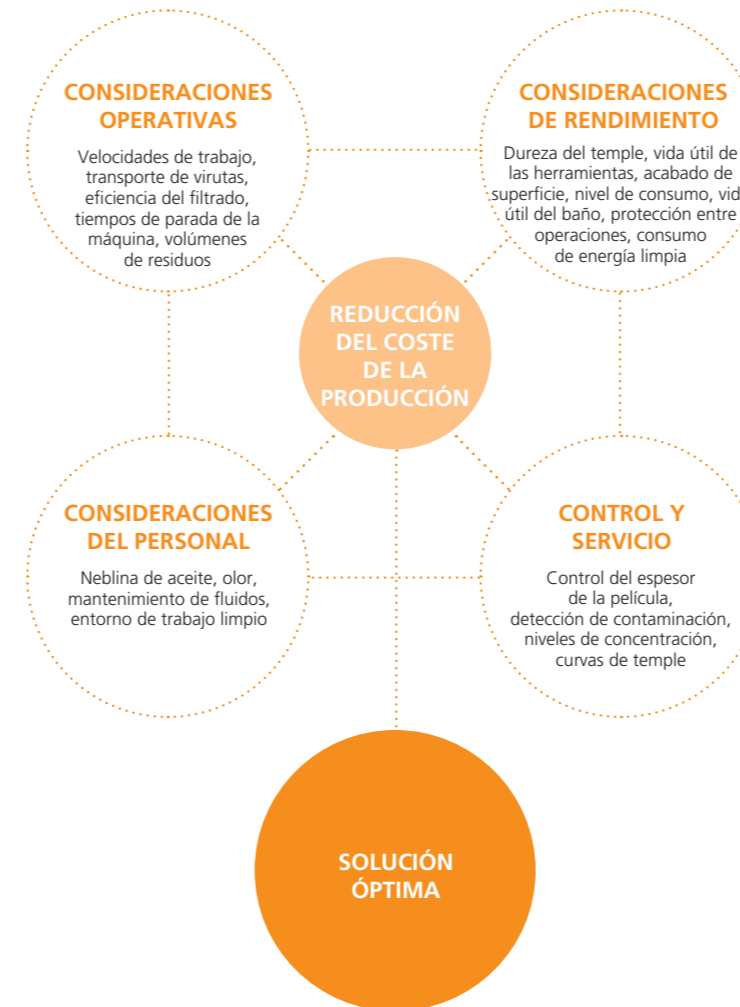 CONSIDERACIONES
OPERATIVAS
Velocidades de trabajo,
transporte de virutas,
eficiencia del filtrado,
tiempos de parada de la
máquina, volúmenes
de residuos
CONSIDERACIONES
DE RENDIMIENTO
Dureza del temple, vida útil de
las herramientas, acabado de
superficie, nivel de consumo, vid
útil del baño, protección entre
operaciones, consumo
de energía limpia
REDUCCIÓN
DEL COSTE
DE LA
PRODUCCIÓN
CONSIDERACIONES
DEL PERSONAL
Neblina de aceite, olor,
mantenimiento de fluidos,
entorno de trabajo limpio
CONTROL Y
SERVICIO
Control del espesor
de la película,
detección de contaminación,
niveles de concentración,
curvas de temple
SOLUCIÓN
ÓPTIMA